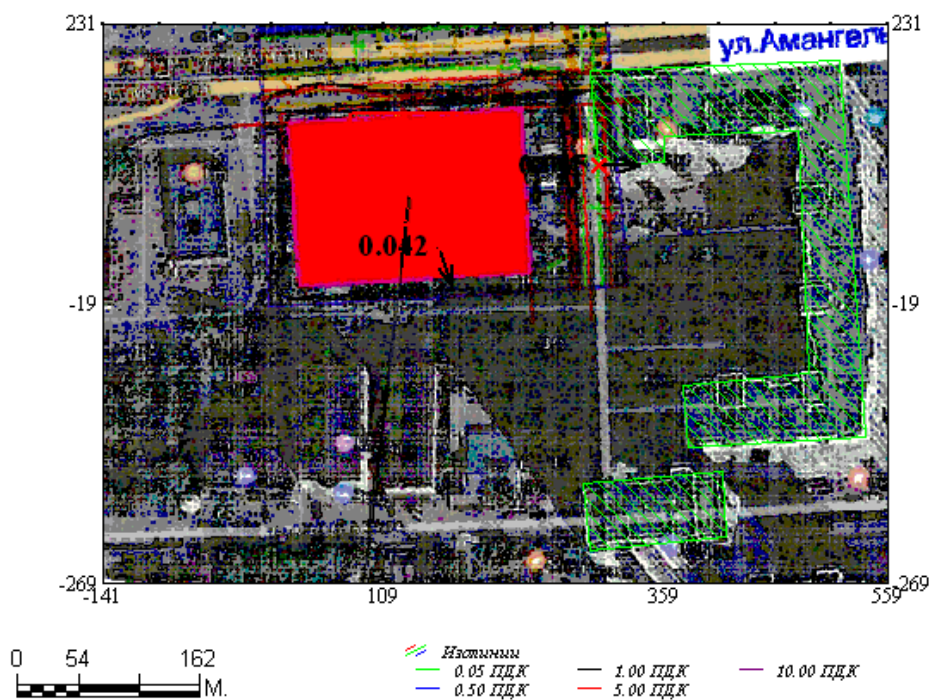 231 231
ул.Амангель
0.042
-19 -19
-269 -269
-141 109 359 559
0 54 162
М.
Изолинии
0.05 ПДК 1.00 ПДК 10.00 ПДК
0.50 ПДК 5.00 ПДК